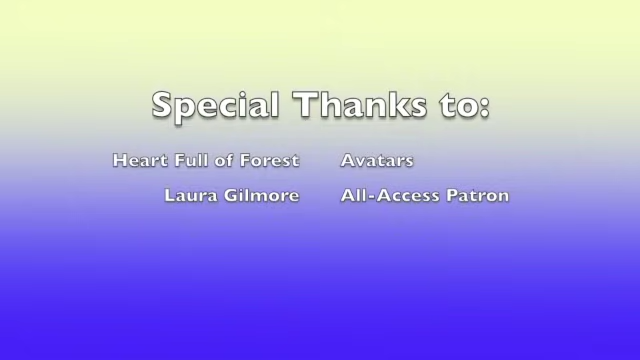 Special Thanks to:
Heart Full of Forest Avatars
Laura Gilmore All-Access Patron